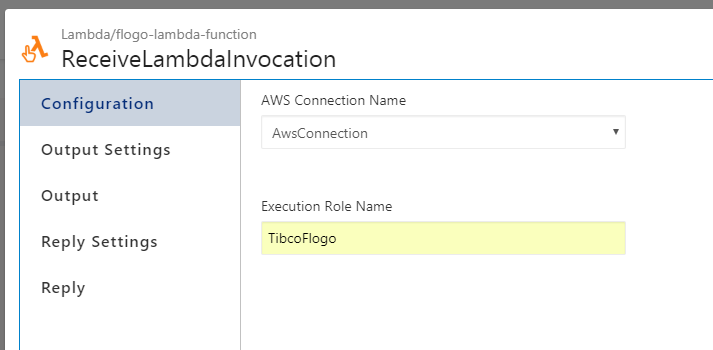 Lambda/flogo-lambda-function
ReceiveLambdaInvocation
Configuration
Output Settings
Output
Reply Settings
Reply
AWS Connection Name
AwsConnection
Execution Role Name
TibcoFlogo